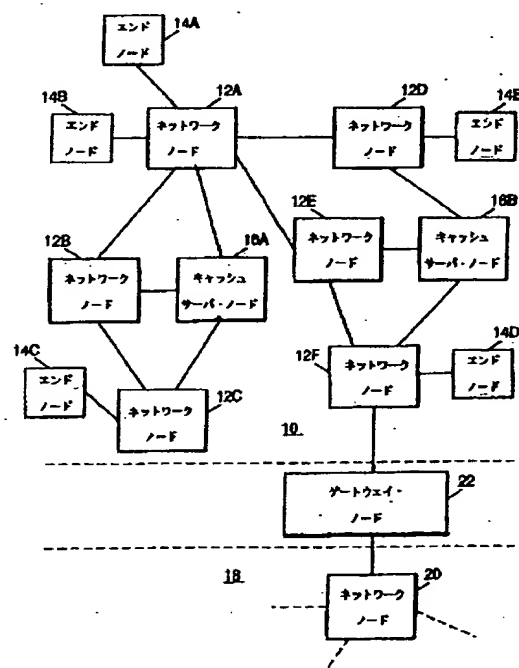 14A
エンド
ノード
14B
エンド
ノード
12A
ネットワーク
ノード
12D
ネットワーク
ノード
14E
エンド
ノード
12B
ネットワーク
ノード
16A
キャッシュ
サーバ・ノード
12E
ネットワーク
ノード
16B
キャッシュ
サーバ・ノード
14C
エンド
ノード
12C
ネットワーク
ノード
12F
ネットワーク
ノード
14D
エンド
ノード
10
ゲートウェイ・
ノード
22
18
ネットワーク
ノード
20